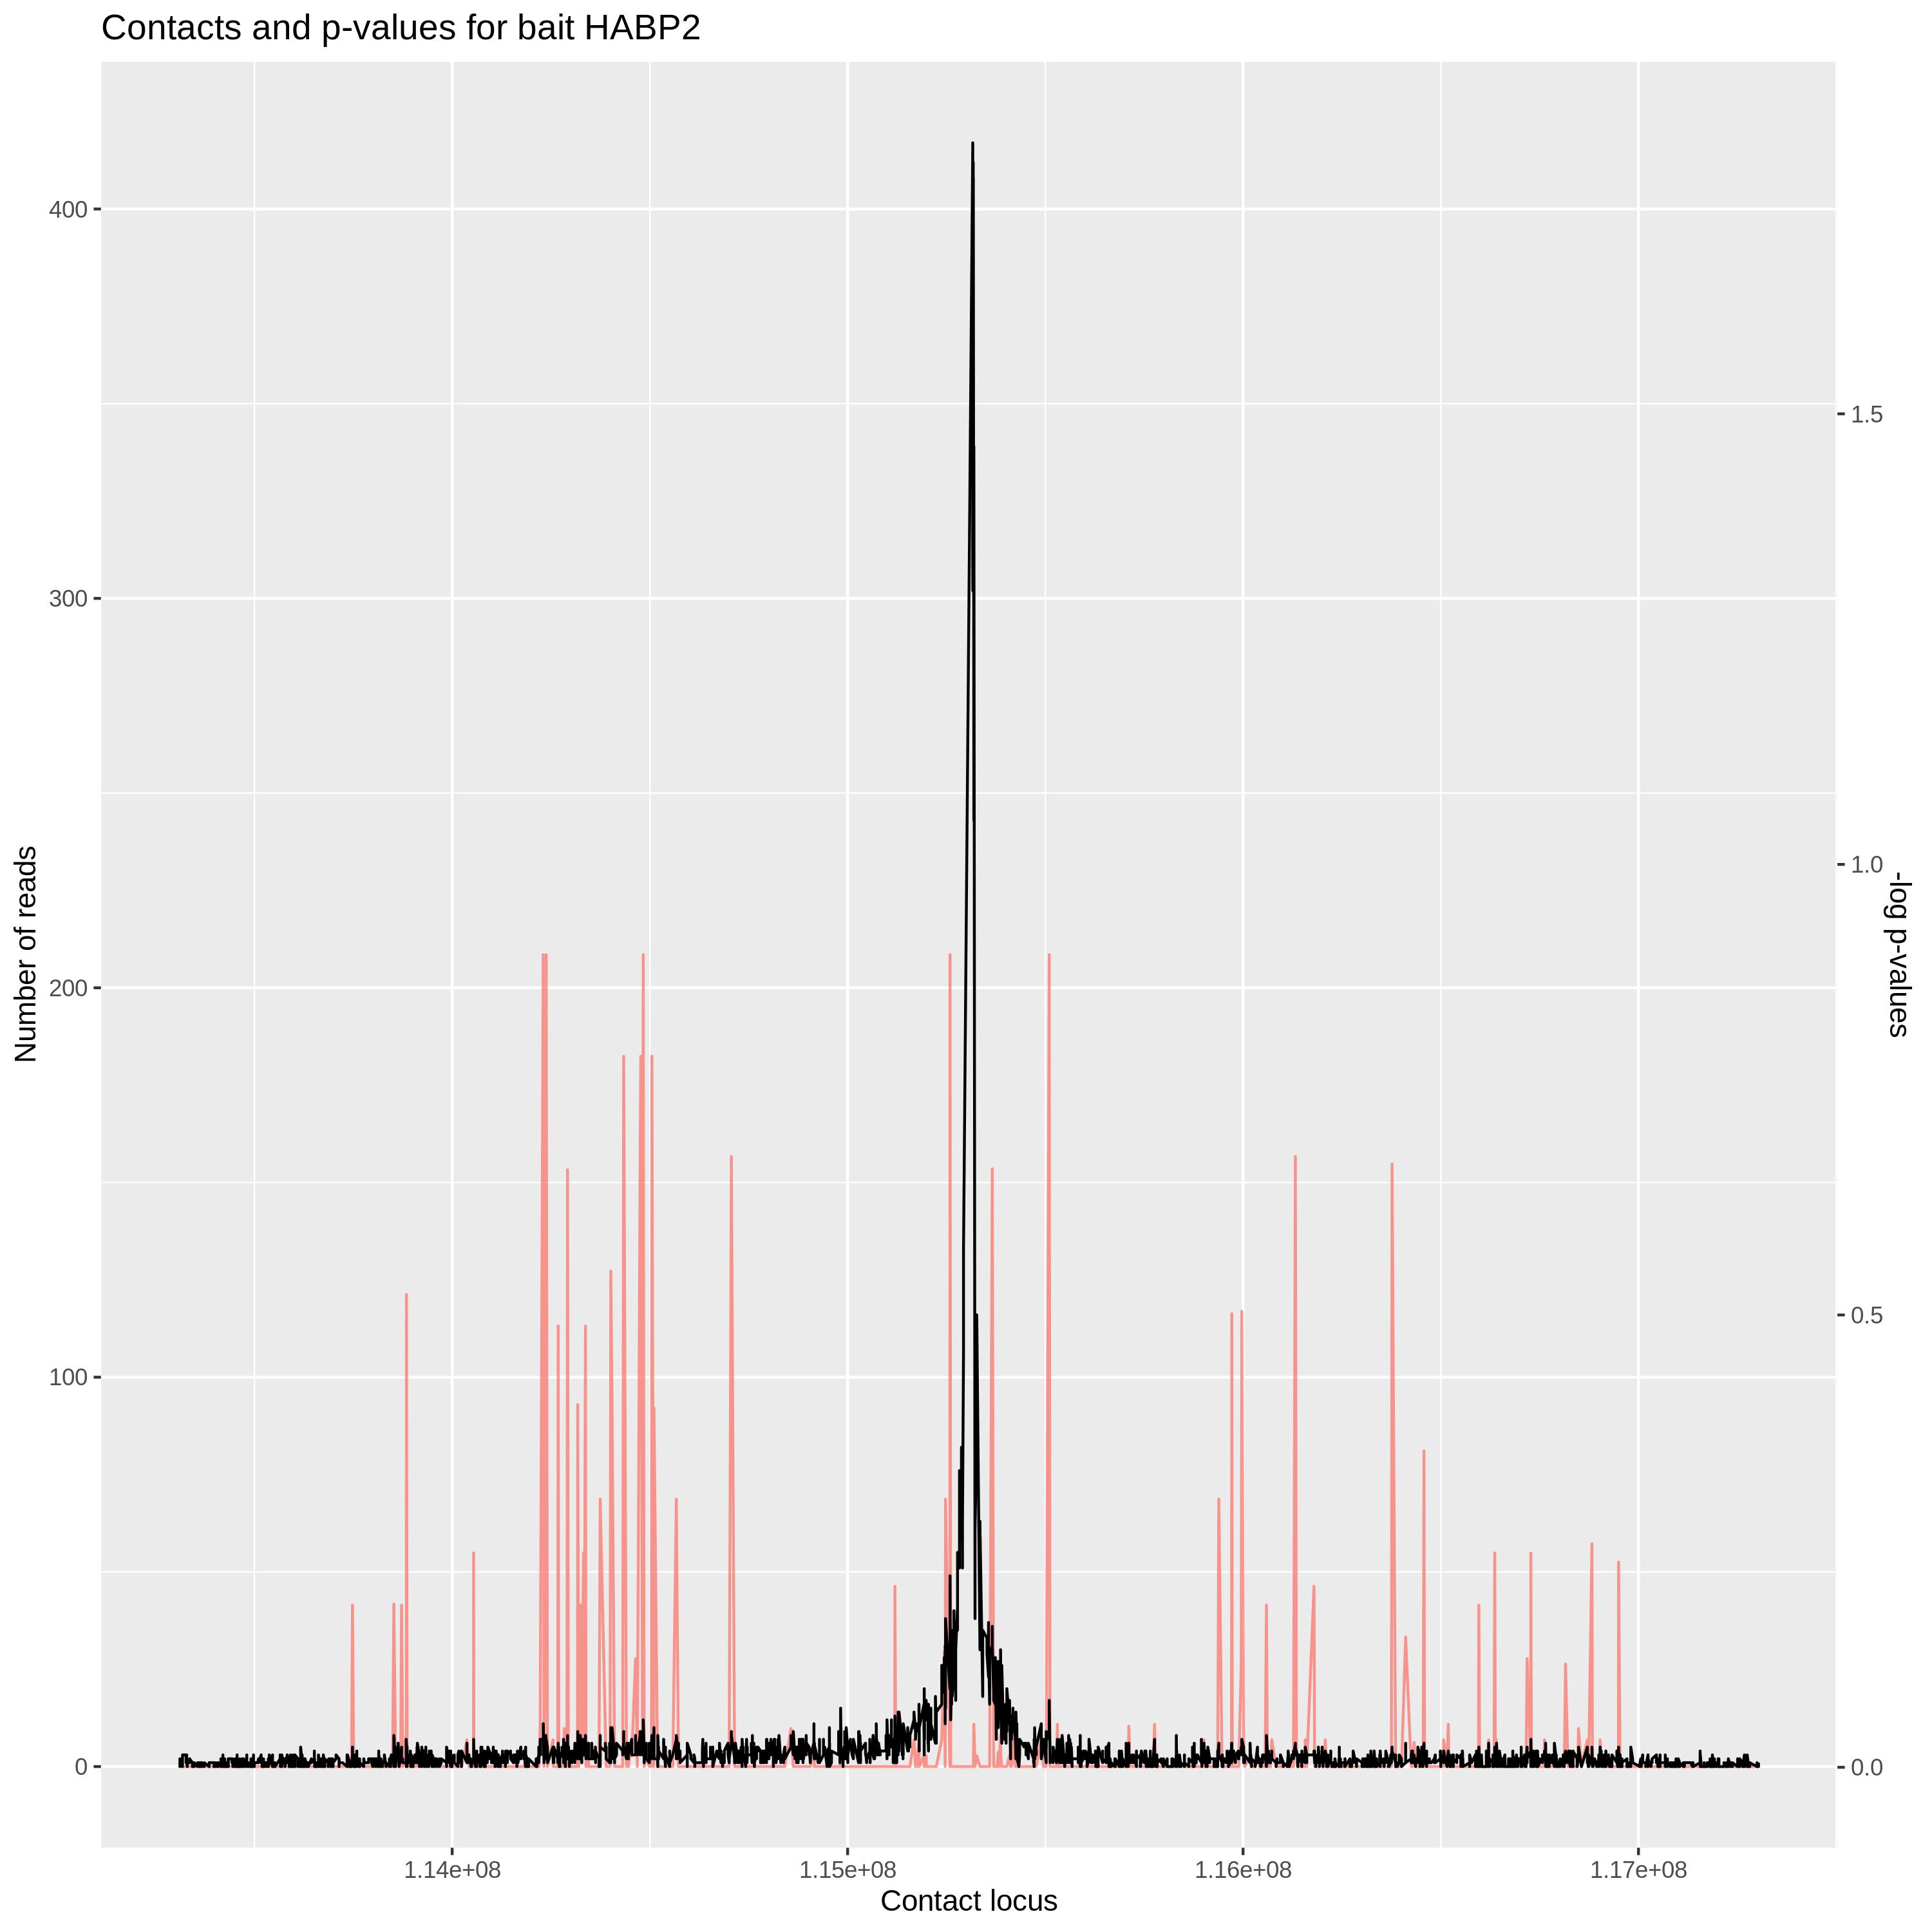 Contacts and p-values for bait HABP2
400
300
200
100
0
Number of reads
1.5
1.0
0.5
0.0
-log p-values
1.14e+08
1.15e+08
1.16e+08
1.17e+08
Contact locus